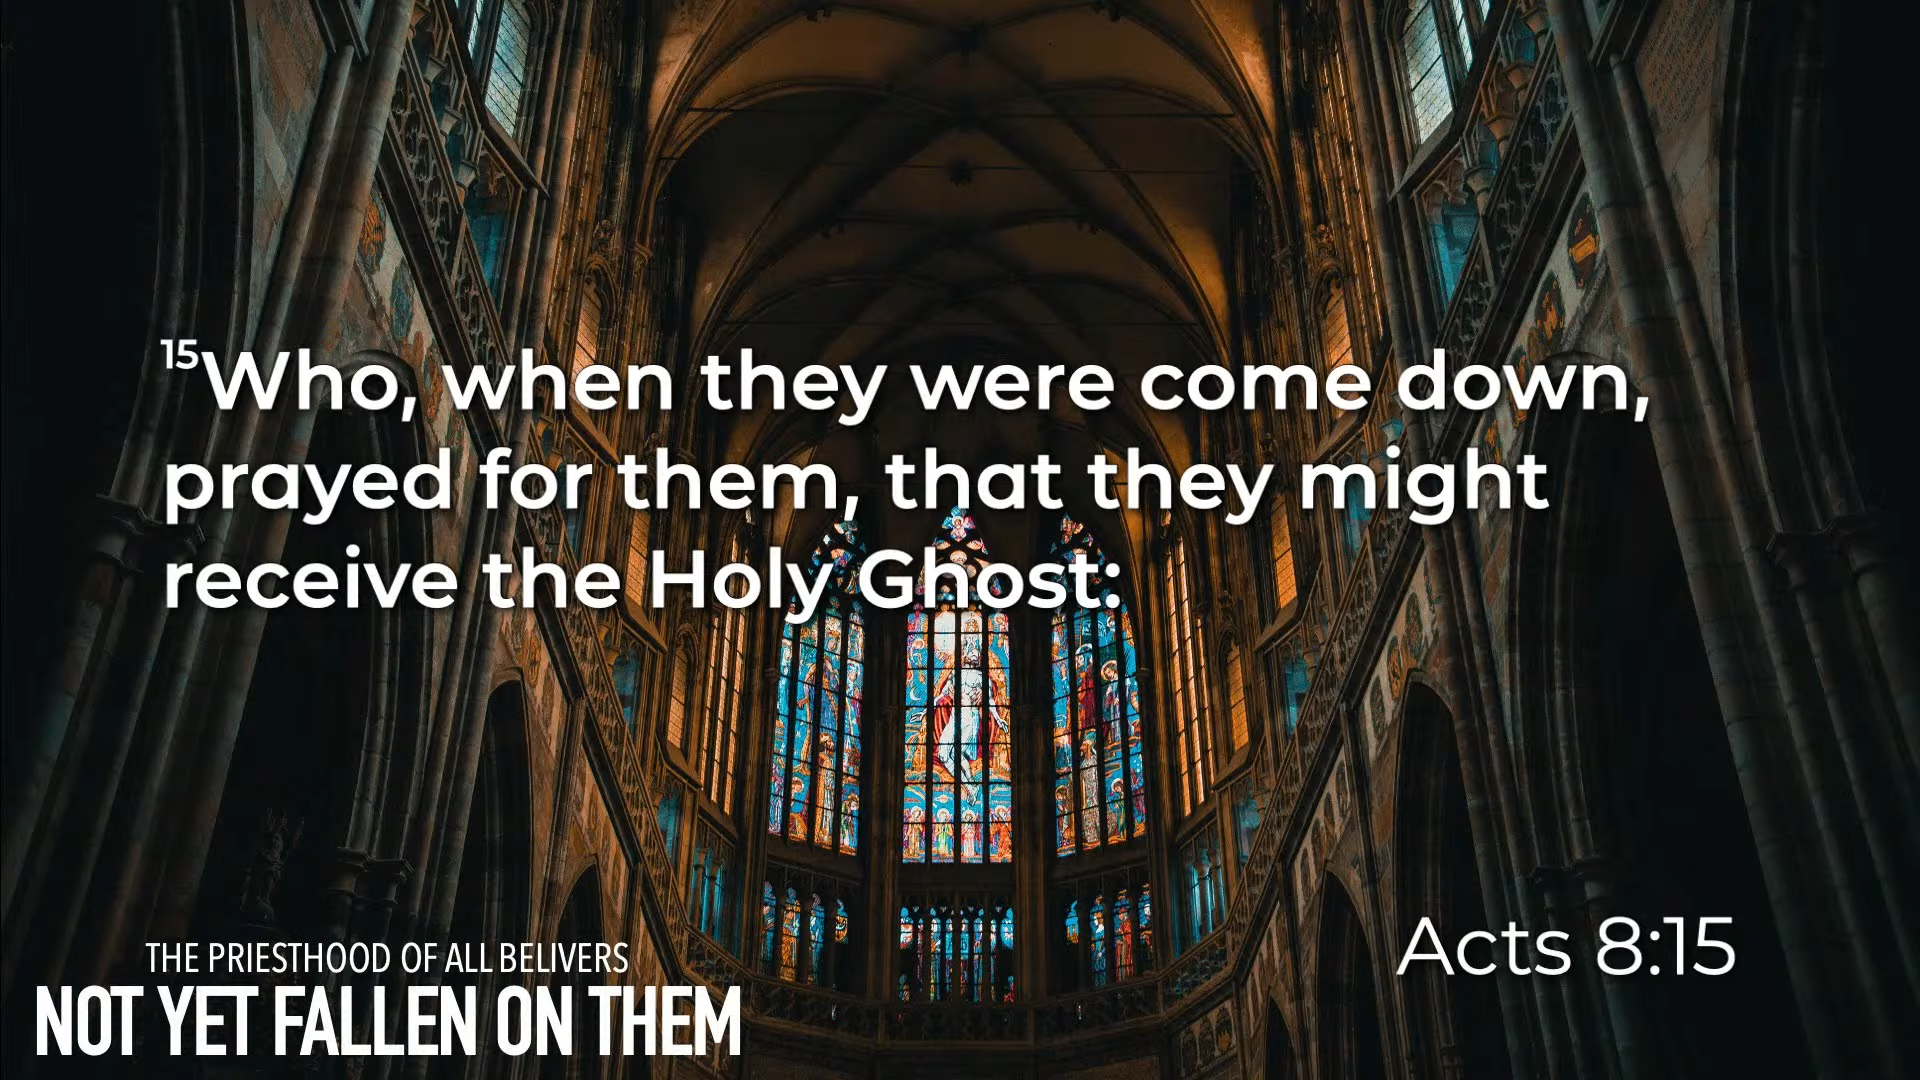 15Who, when they were come down,
prayed for them, that they might
receive the Holy Ghost:
Acts 8:15
THE PRIESTHOOD OF ALL BELIVERS
NOT YET FALLEN ON THEM